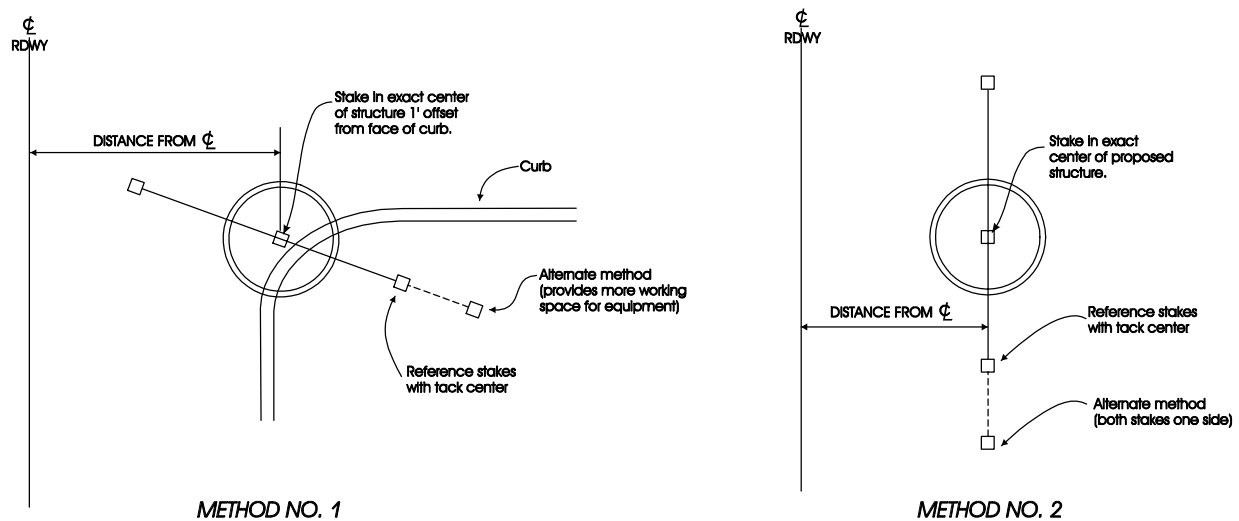 ℄
RDWY
Stake in exact center
of structure 1' offset
from face of curb.
DISTANCE FROM ℄
Curb
Alternate method
(provides more working
space for equipment)
Reference stakes
with tack center
METHOD NO. 1
℄
RDWY
Stake in exact
center of proposed
structure.
DISTANCE FROM ℄
Reference stakes
with tack center
Alternate method
(both stakes one side)
METHOD NO. 2